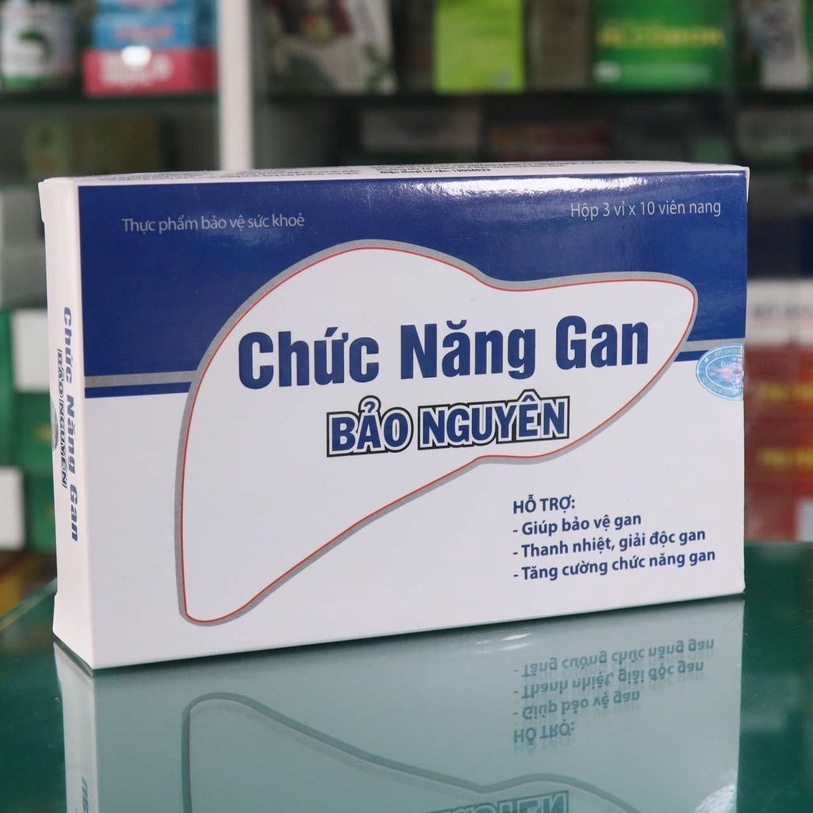 Thực phẩm bảo vệ sức khoẻ
Hộp 3 vỉ x 10 viên nang
Chức Năng Gan
BẢO NGUYÊN
HỖ TRỢ:
- Giúp bảo vệ gan
- Thanh nhiệt, giải độc gan
- Tăng cường chức năng gan
Chức Năng Gan
BẢO NGUYÊN